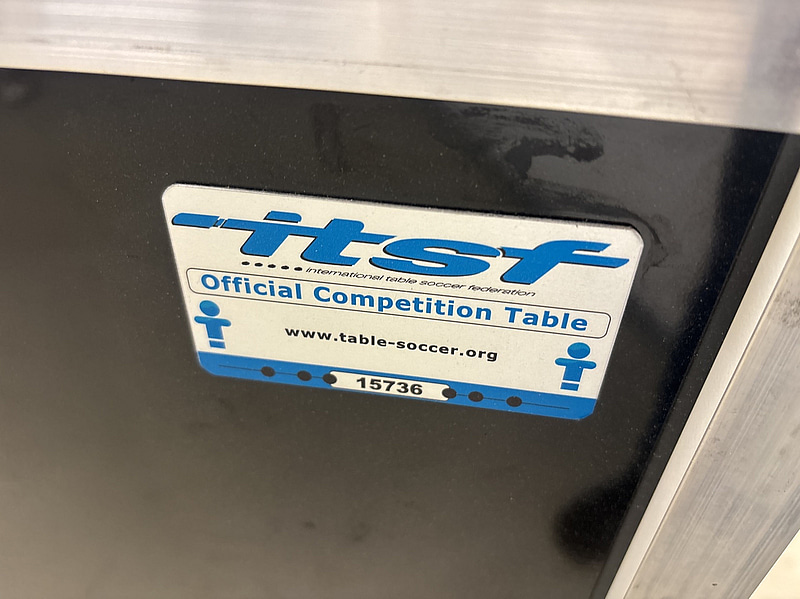 itsf
international table soccer federation
Official Competition Table
www.table-soccer.org
15736